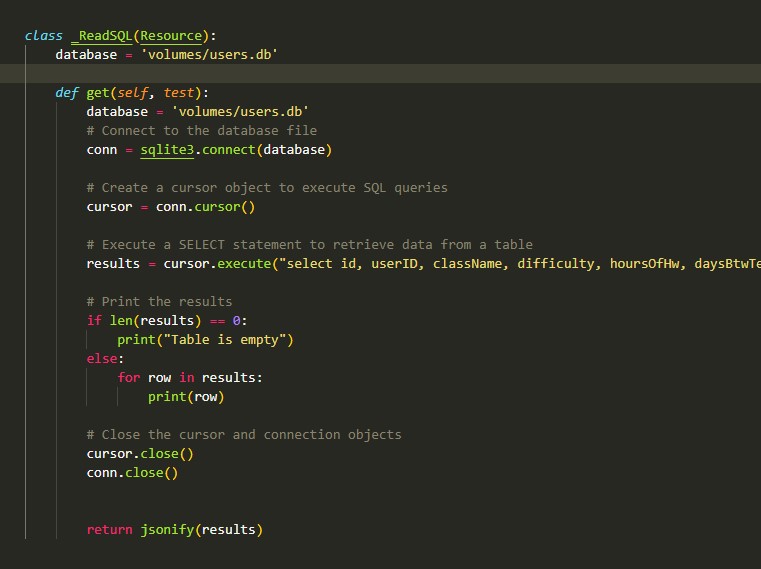 class _ReadSQL(Resource):
database = 'volumes/users.db'
def get(self, test):
database = 'volumes/users.db'
# Connect to the database file
conn = sqlite3.connect(database)
# Create a cursor object to execute SQL queries
cursor = conn.cursor()
# Execute a SELECT statement to retrieve data from a table
results = cursor.execute("select id, userID, className, difficulty, hoursOfHw, daysBtwTe
# Print the results
if len(results) == 0:
print("Table is empty")
else:
for row in results:
print(row)
# Close the cursor and connection objects
cursor.close()
conn.close()
return jsonify(results)